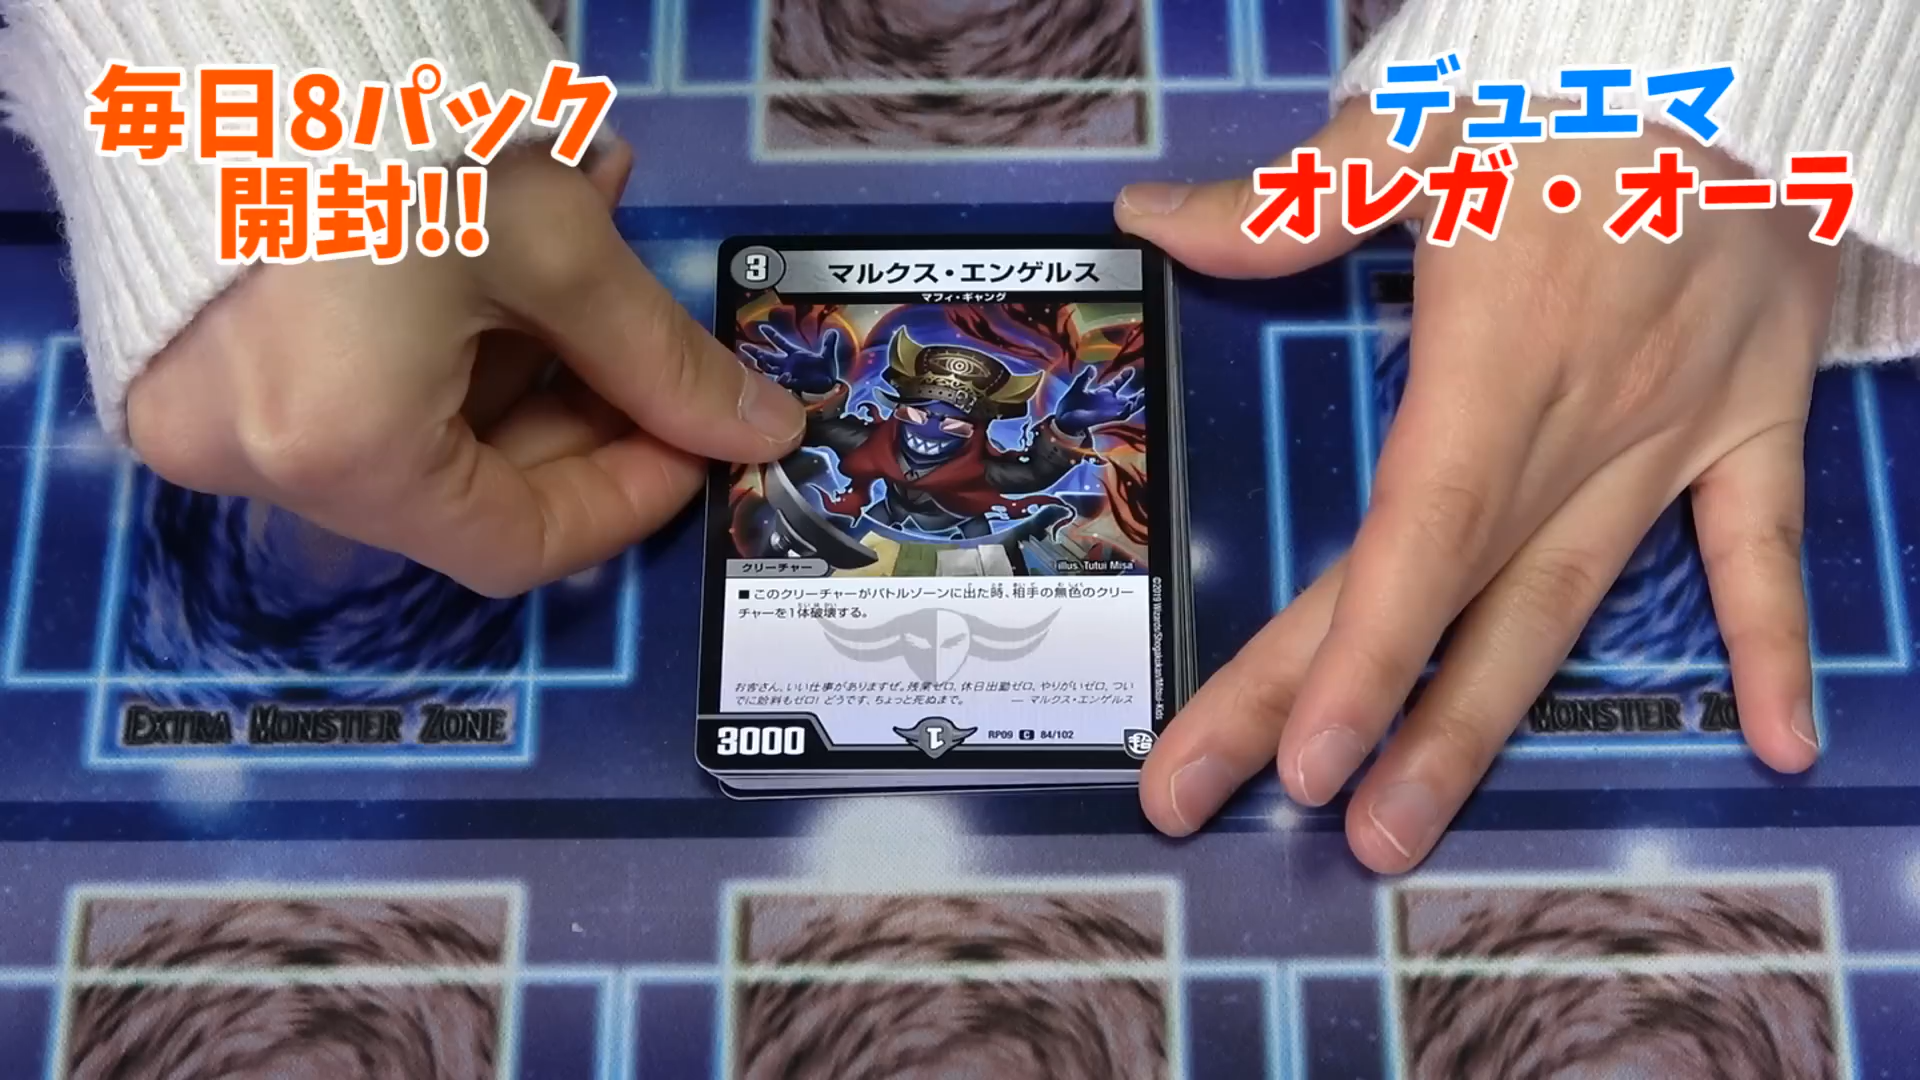 毎日8パック
開封!!
デュエマ
オレガ・オーラ
3
マルクス・エンゲルス
マフィ・ギャング
クリーチャー
illus. Tutui Misa
■このクリーチャーがバトルゾーンに出た時、相手の無色のクリー
チャーを1体破壊する。
お客さん、いい仕事がありますぜ。残業ゼロ、休日出勤ゼロ、やりがいゼロ、つい
でに給料もゼロ!どうです、ちょっと死ぬまで。 ― マルクス・エンゲルス
3000
1
RP09 C 84/102
超
©2019 Wizards/Shogakukan/Mitsui-Kids
EXTRA MONSTER ZONE
MONSTER ZO